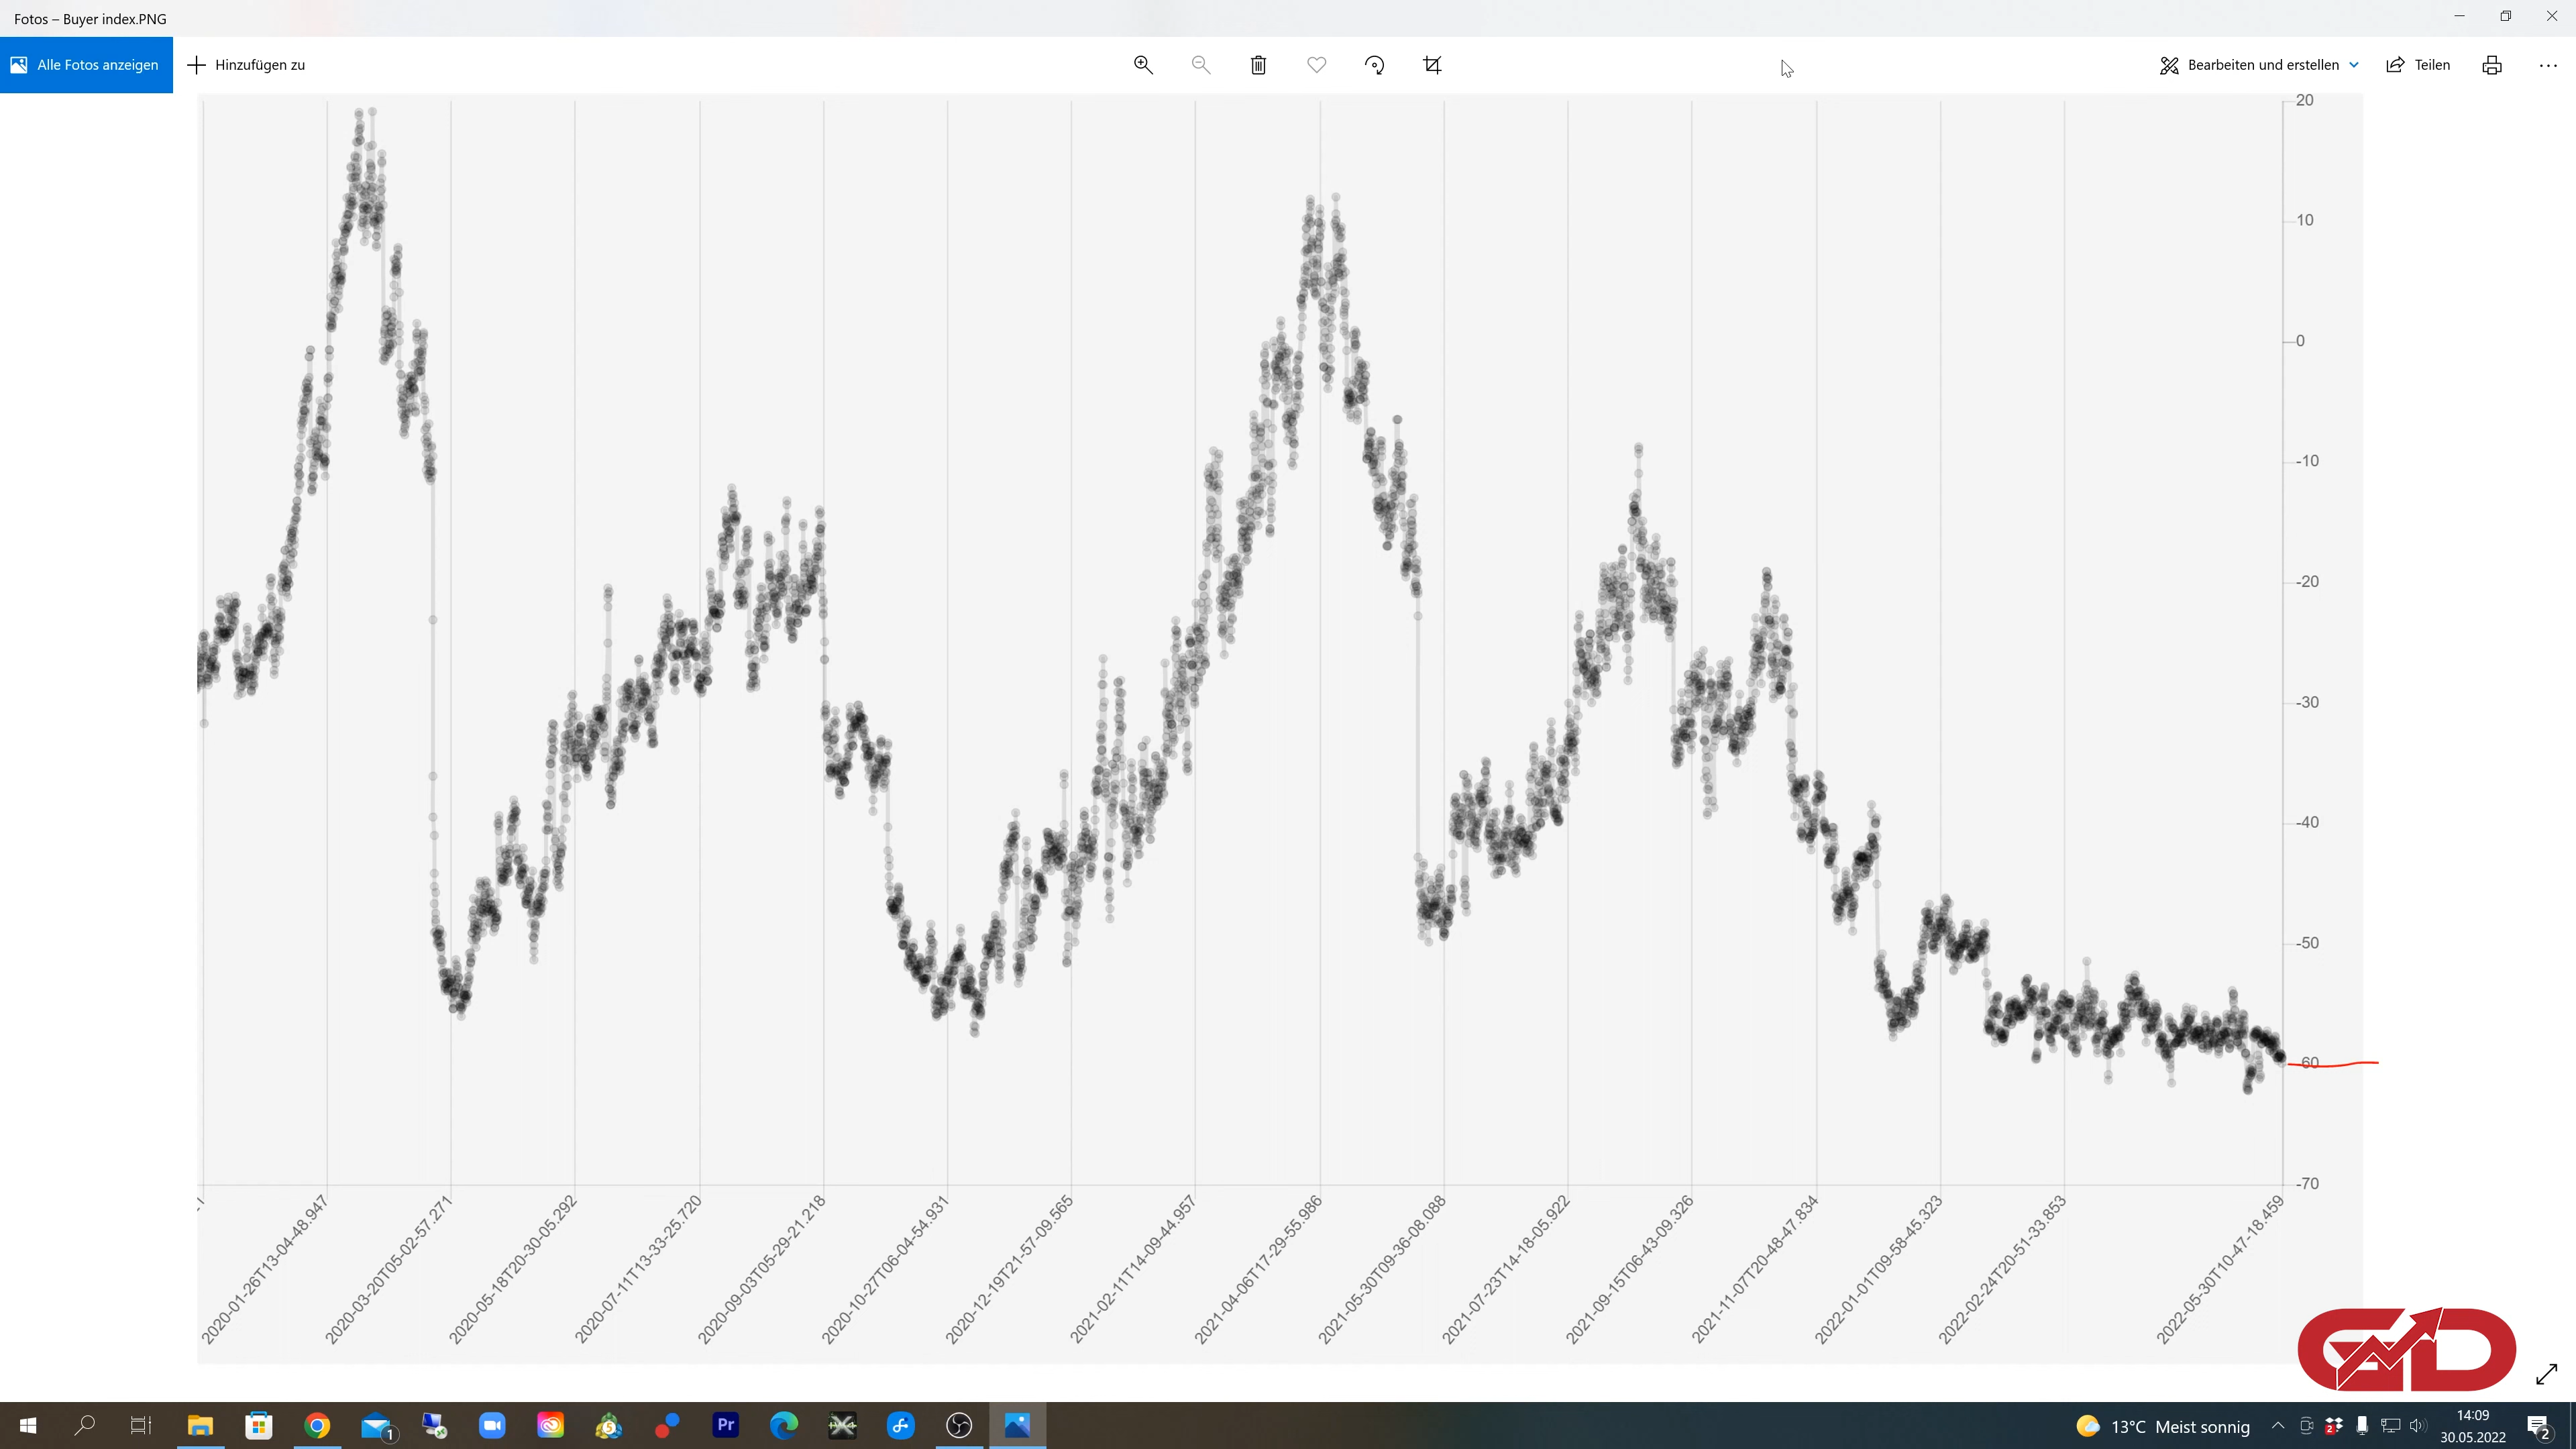 Fotos – Buyer index.PNG
Alle Fotos anzeigen
Hinzufügen zu
Bearbeiten und erstellen
Teilen
20
10
0
-10
-20
-30
-40
-50
-60
-70
2020-01-26T13-04-48.947
2020-03-20T05-02-57.271
2020-05-18T20-30-05.292
2020-07-11T13-33-25.720
2020-09-03T05-29-21.218
2020-10-27T06-04-54.931
2020-12-19T21-57-09.565
2021-02-11T14-09-44.957
2021-04-06T17-29-55.986
2021-05-30T09-36-08.088
2021-07-23T14-18-05.922
2021-09-15T06-43-09.326
2021-11-07T20-48-47.834
2022-01-01T09-58-45.323
2022-02-24T20-51-33.853
2022-05-30T10-47-18.459
GD
1
5
Pr
13°C Meist sonnig
2
14:09
30.05.2022
2